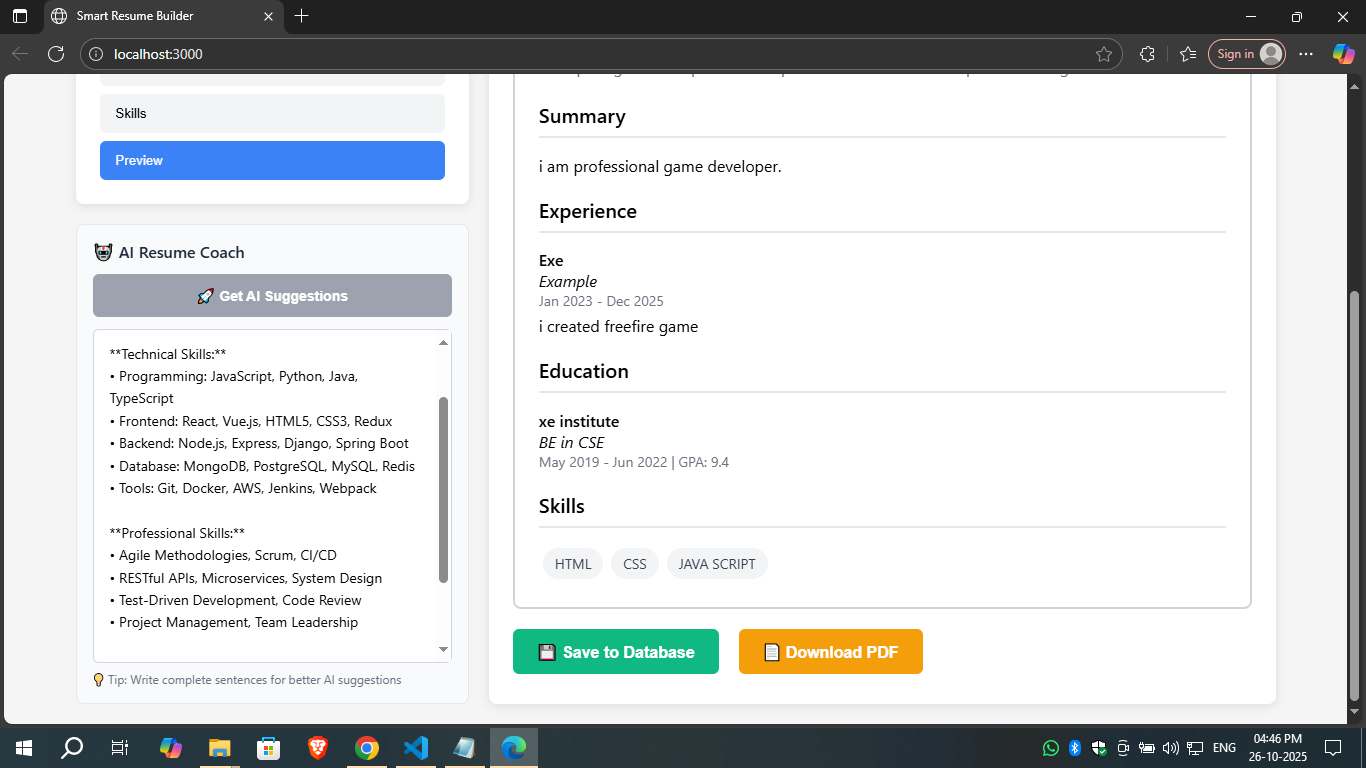 Smart Resume Builder
localhost:3000
Sign in
Skills
Preview
AI Resume Coach
Get AI Suggestions
**Technical Skills:**
• Programming: JavaScript, Python, Java,
TypeScript
• Frontend: React, Vue.js, HTML5, CSS3, Redux
• Backend: Node.js, Express, Django, Spring Boot
• Database: MongoDB, PostgreSQL, MySQL, Redis
• Tools: Git, Docker, AWS, Jenkins, Webpack
**Professional Skills:**
• Agile Methodologies, Scrum, CI/CD
• RESTful APIs, Microservices, System Design
• Test-Driven Development, Code Review
• Project Management, Team Leadership
Tip: Write complete sentences for better AI suggestions
Summary
i am professional game developer.
Experience
Exe
Example
Jan 2023 - Dec 2025
i created freefire game
Education
xe institute
BE in CSE
May 2019 - Jun 2022 | GPA: 9.4
Skills
HTML CSS JAVA SCRIPT
Save to Database Download PDF
ENG
04:46 PM
26-10-2025